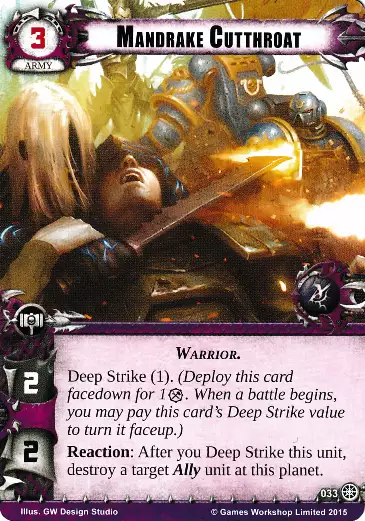 3
MANDRAKE CUTTHROAT
ARMY
WARRIOR.
2
Deep Strike (1). (Deploy this card
facedown for 1. When a battle begins,
you may pay this card's Deep Strike value
to turn it faceup.)
2
Reaction: After you Deep Strike this unit,
destroy a target Ally unit at this planet.
033
Illus. GW Design Studio
© Games Workshop Limited 2015